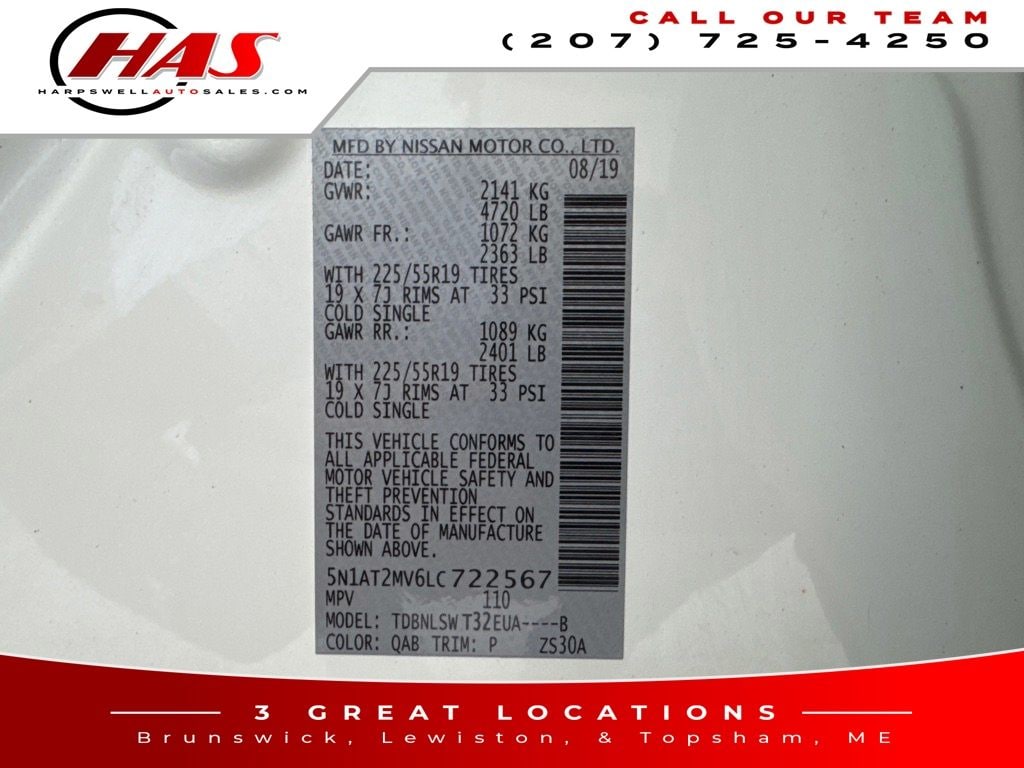 HAS
HARPSWELLAUTOSALES.COM
CALL OUR TEAM
(207) 725-4250
MFD BY NISSAN MOTOR CO., LTD.
DATE: 08/19
GVWR: 2141 KG
4720 LB
GAWR FR.: 1072 KG
2363 LB
WITH 225/55R19 TIRES
19 X 7J RIMS AT 33 PSI
COLD SINGLE
GAWR RR.: 1089 KG
2401 LB
WITH 225/55R19 TIRES
19 X 7J RIMS AT 33 PSI
COLD SINGLE
THIS VEHICLE CONFORMS TO
ALL APPLICABLE FEDERAL
MOTOR VEHICLE SAFETY AND
THEFT PREVENTION
STANDARDS IN EFFECT ON
THE DATE OF MANUFACTURE
SHOWN ABOVE.
5N1AT2MV6LC722567
MPV 110
MODEL: TDBNLSW T32EUA----B
COLOR: QAB TRIM: P ZS30A
3 GREAT LOCATIONS
Brunswick, Lewiston, & Topsham, ME